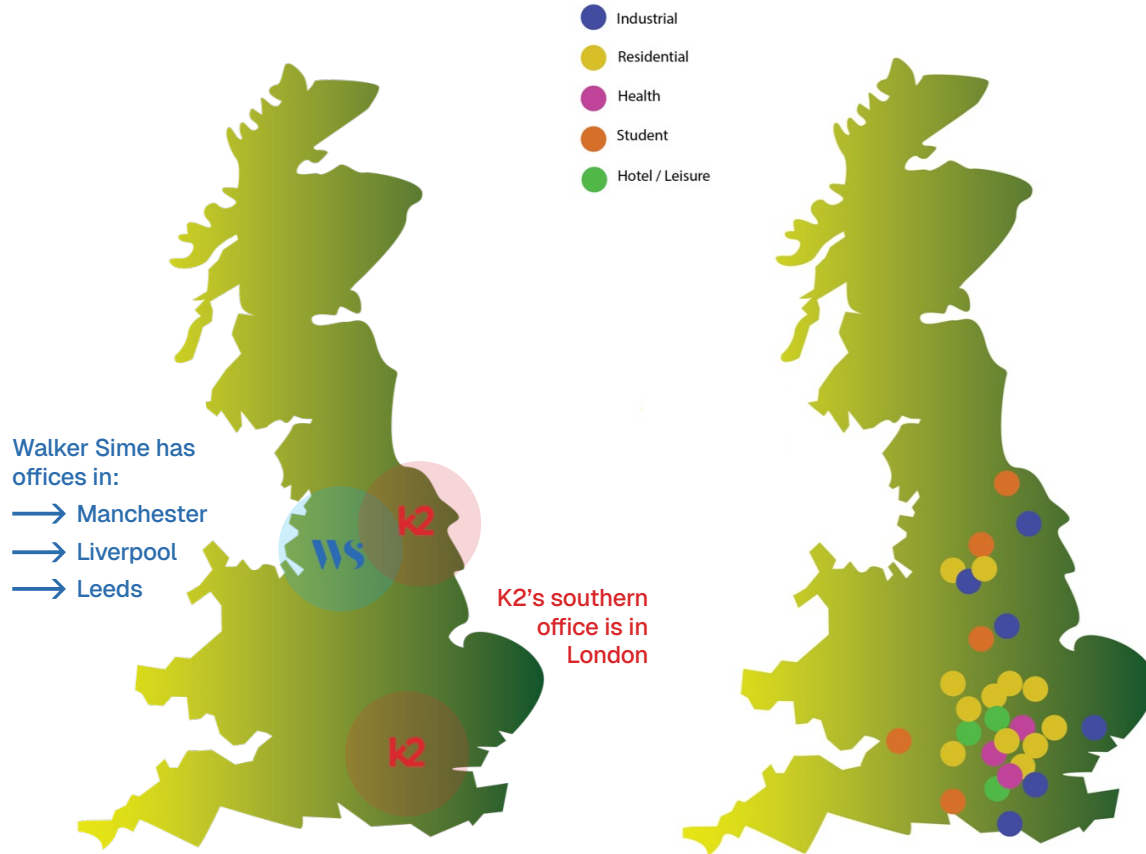 Industrial
Residential
Health
Student
Hotel / Leisure
Walker Sime has
offices in:
→ Manchester
→ Liverpool
→ Leeds
k2
WS
K2's southern
office is in
London
k2